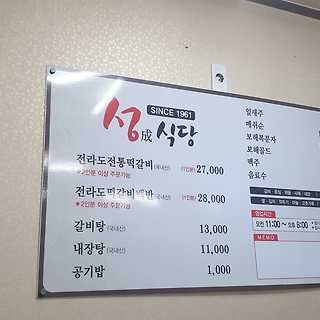 SINCE 1961
성成식당
전라도전통떡갈비(국내산) (1인분) 27,000
*2인분 이상 주문가능
전라도떡갈비백반(국내산) (1인분) 28,000
*2인분 이상 주문가능
갈비탕(국내산) 13,000
내장탕(국내산) 11,000
공기밥 1,000
잎새주
매취순
보해복분자
보해골드
맥주
음료수
영업시간
오전 11:00 ~ 오후 8:00
MEMO